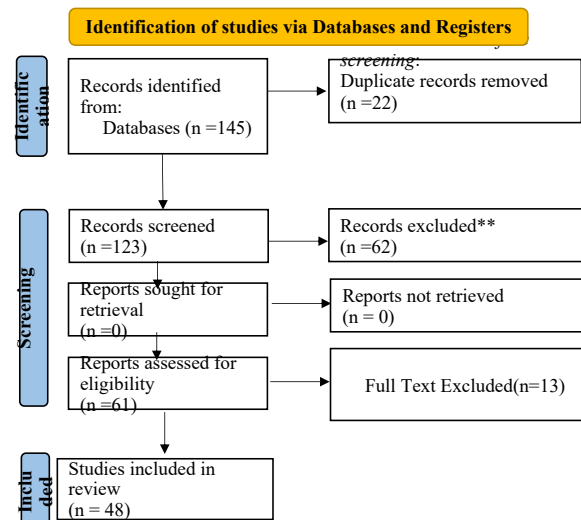 Identification of studies via Databases and Registers
Identific
ation
Records identified
from:
Databases (n =145)
screening:
Duplicate records removed
(n =22)
Screening
Records screened
(n =123)
Records excluded**
(n =62)
Reports sought for
retrieval
(n =0)
Reports not retrieved
(n = 0)
Reports assessed for
eligibility
(n =61)
Full Text Excluded(n=13)
Inclu
ded
Studies included in
review
(n = 48)